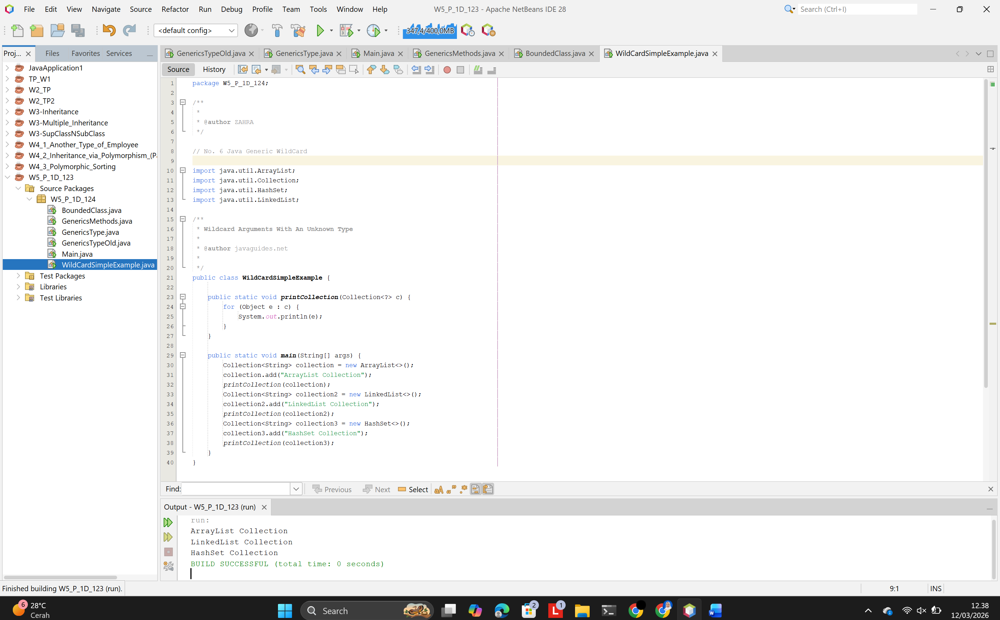 File Edit View Navigate Source Refactor Run Debug Profile Team Tools Window Help W5_P_1D_123 - Apache NetBeans IDE 28 Search (Ctrl+I)
<default config> 347,4/400,0MB
Proj... Files Favorites Services GenericsTypeOld.java GenericsType.java Main.java GenericsMethods.java BoundedClass.java WildCardSimpleExample.java
Source History
JavaApplication1
TP_W1
W2_TP
W2_TP2
W3-Inheritance
W3-Multiple_Inheritance
W3-SupClassNSubClass
W4_1_Another_Type_of_Employee
W4_2_Inheritance_via_Polymorphism_(Pa
W4_3_Polymorphic_Sorting
W5_P_1D_123
Source Packages
W5_P_1D_124
BoundedClass.java
GenericsMethods.java
GenericsType.java
GenericsTypeOld.java
Main.java
WildCardSimpleExample.java
Test Packages
Libraries
Test Libraries
1 package W5_P_1D_124;
2
3 /**
4 *
5 * @author ZAHRA
6 */
7
8 // No. 6 Java Generic WildCard
9
10 import java.util.ArrayList;
11 import java.util.Collection;
12 import java.util.HashSet;
13 import java.util.LinkedList;
14
15 /**
16 * Wildcard Arguments With An Unknown Type
17 *
18 * @author javaguides.net
19 *
20 */
21 public class WildCardSimpleExample {
22
23 public static void printCollection(Collection<?> c) {
24 for (Object e : c) {
25 System.out.println(e);
26 }
27 }
28
29 public static void main(String[] args) {
30 Collection<String> collection = new ArrayList<>();
31 collection.add("ArrayList Collection");
32 printCollection(collection);
33 Collection<String> collection2 = new LinkedList<>();
34 collection2.add("LinkedList Collection");
35 printCollection(collection2);
36 Collection<String> collection3 = new HashSet<>();
37 collection3.add("HashSet Collection");
38 printCollection(collection3);
39 }
40 }
Find: Previous Next Select
Output - W5_P_1D_123 (run)
run:
ArrayList Collection
LinkedList Collection
HashSet Collection
BUILD SUCCESSFUL (total time: 0 seconds)
Finished building W5_P_1D_123 (run). 9:1 INS
6 28°C
Cerah
Search
2
1
12.38
12/03/2026